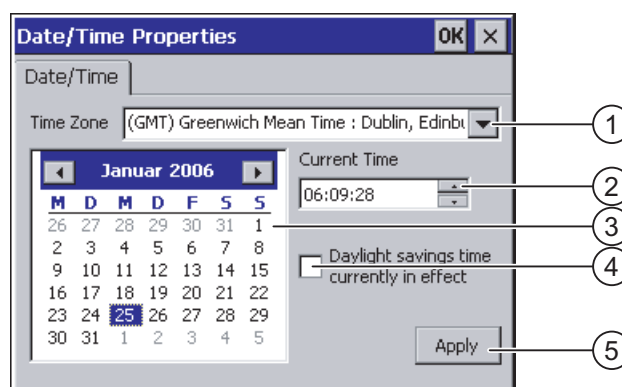 Date/Time Properties OK ×
Date/Time
Time Zone (GMT) Greenwich Mean Time : Dublin, Edinbu
1
Januar 2006
Current Time
06:09:28
2
M D M D F S S
26 27 28 29 30 31 1
3
2 3 4 5 6 7 8
9 10 11 12 13 14 15
16 17 18 19 20 21 22
23 24 25 26 27 28 29
30 31 1 2 3 4 5
Daylight savings time
currently in effect
4
Apply
5